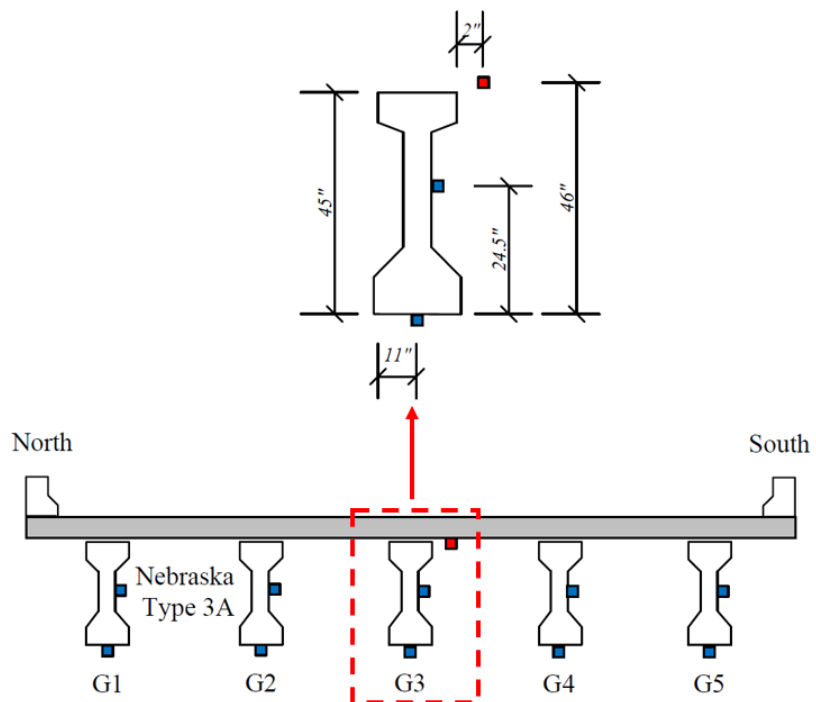 2"
45"
46"
24.5"
11"
North
South
Nebraska
Type 3A
G1
G2
G3
G4
G5